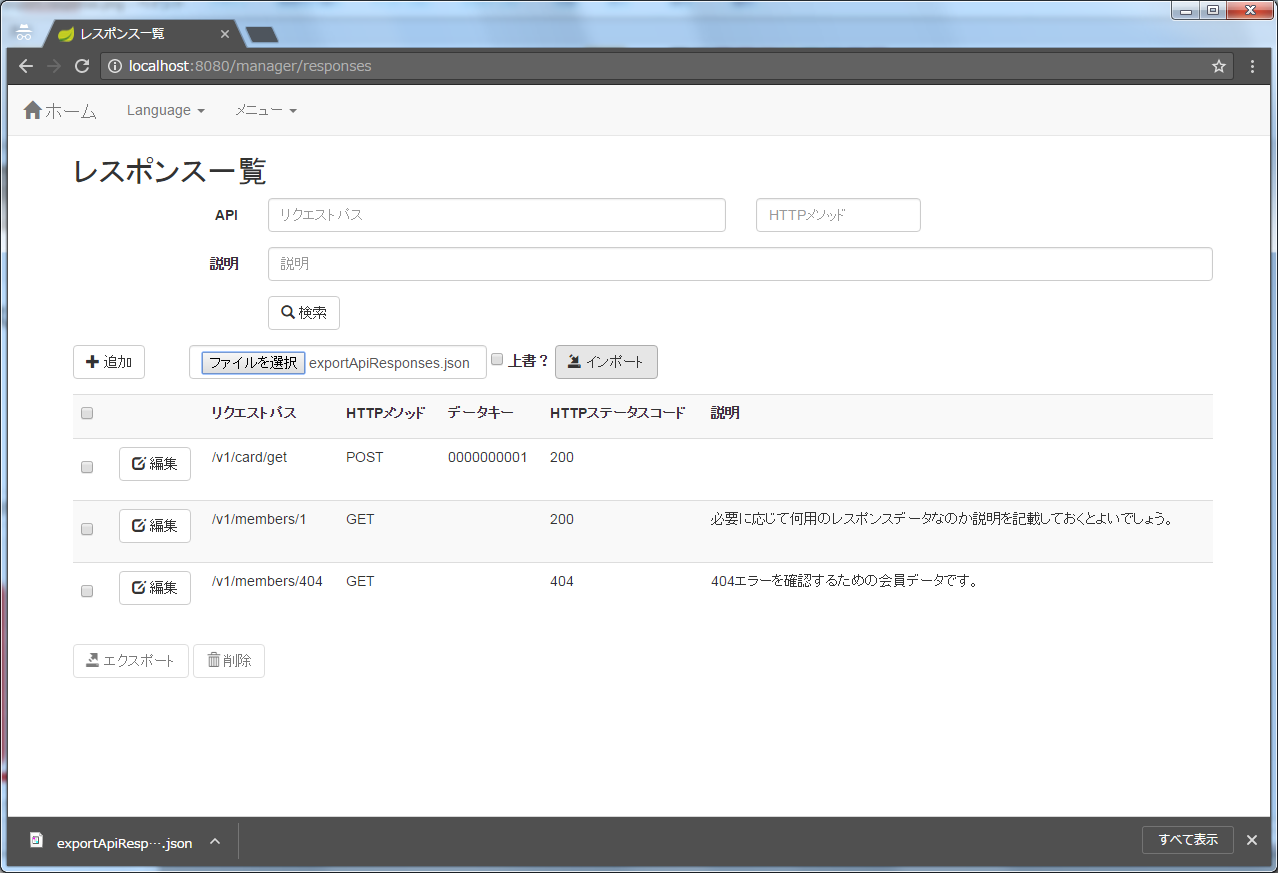 レスポンス一覧
localhost:8080/manager/responses
ホーム Language メニュー
レスポンス一覧
API リクエストパス HTTPメソッド
説明 説明
検索
追加 ファイルを選択 exportApiResponses.json 上書？ インポート
リクエストパス HTTPメソッド データキー HTTPステータスコード 説明
編集 /v1/card/get POST 0000000001 200
編集 /v1/members/1 GET 200 必要に応じて何用のレスポンスデータなのか説明を記載しておくとよいでしょう。
編集 /v1/members/404 GET 404 404エラーを確認するための会員データです。
エクスポート 削除
exportApiResp….json すべて表示